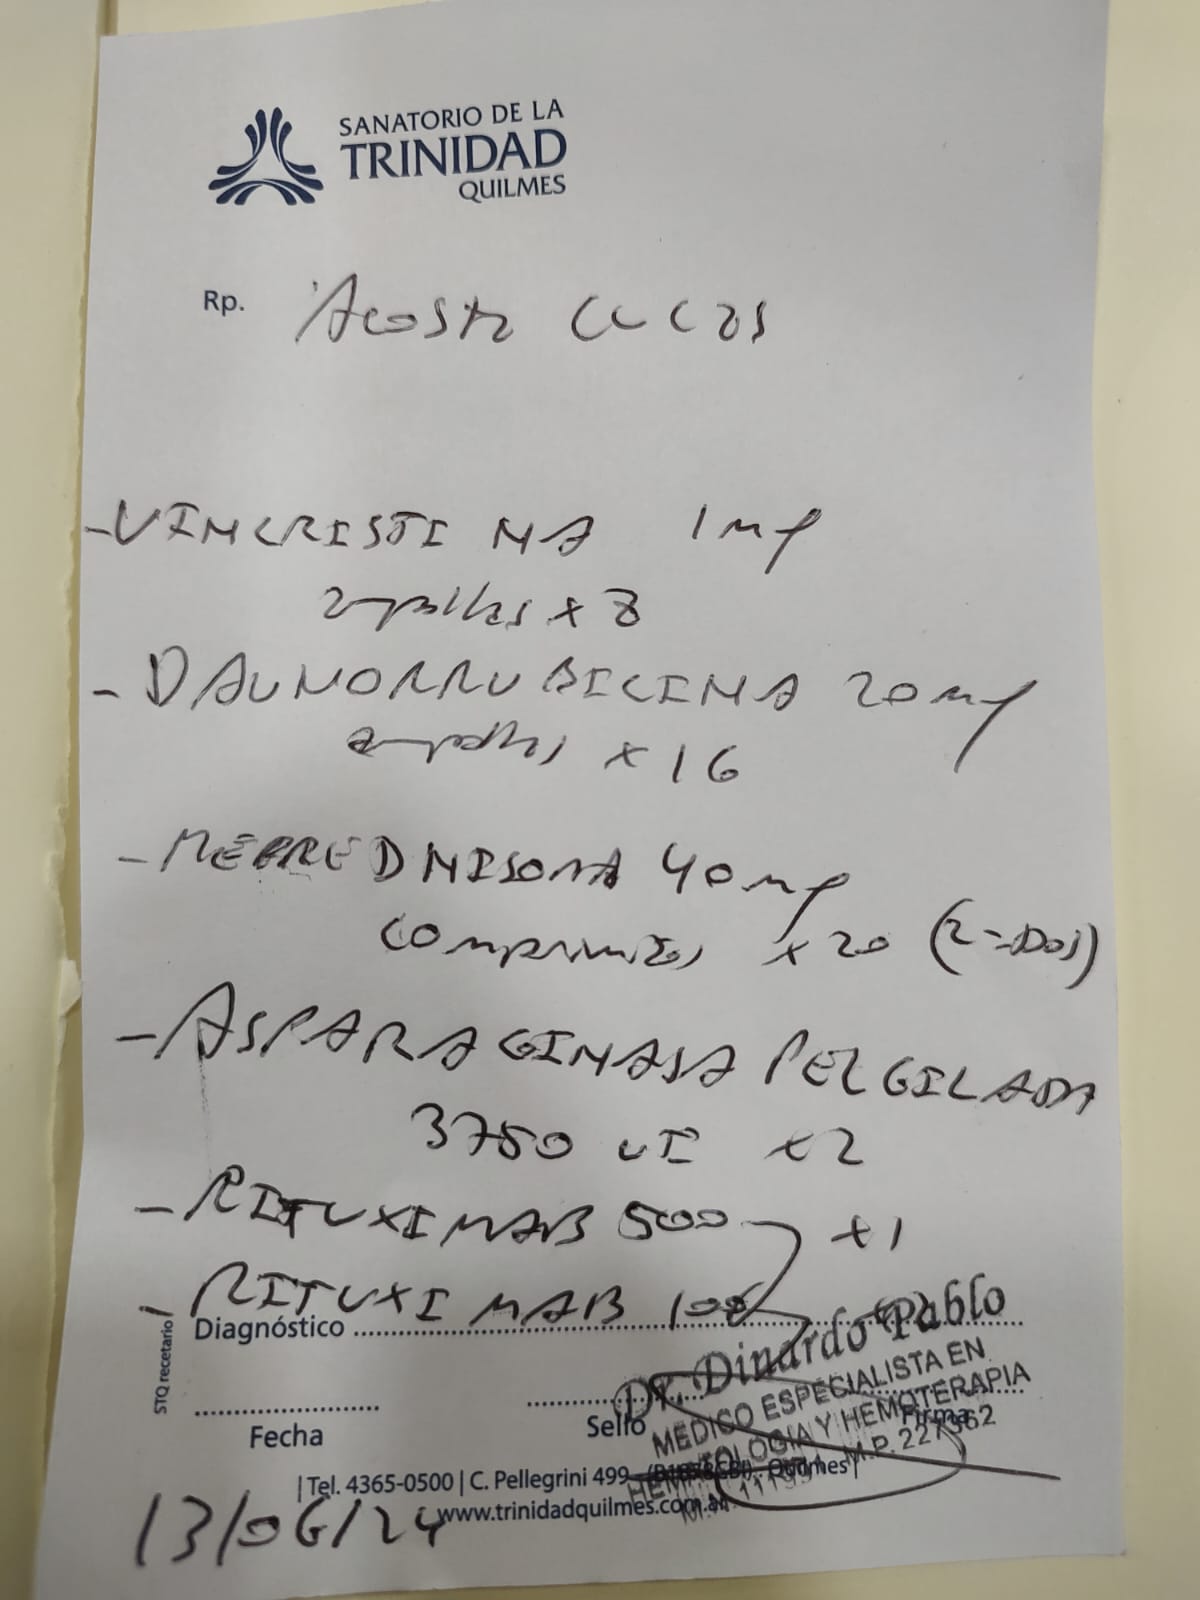 SANATORIO DE LA
TRINIDAD
QUILMES
Rp. Acosta Lucas
- VINCRISTINA 1mg
ampollas x 8
- DAUNORRUBICINA 20mg
ampollas x 16
- MEPREDNISONA 40mg
comprimidos x 20 (2=DOS)
- ASPARAGINASA PEGILADA
3750 UI x2
- RITUXIMAB 500 x1
- RITUXIMAB 100
Diagnóstico
Dr. Dinardo Pablo
MEDICO ESPECIALISTA EN
HEMATOLOGIA Y HEMOTERAPIA
M.P. 227362
Fecha
Sello
Firma
STQ recetario
| Tel. 4365-0500 | C. Pellegrini 499 Quilmes |
www.trinidadquilmes.com.ar
13/06/24